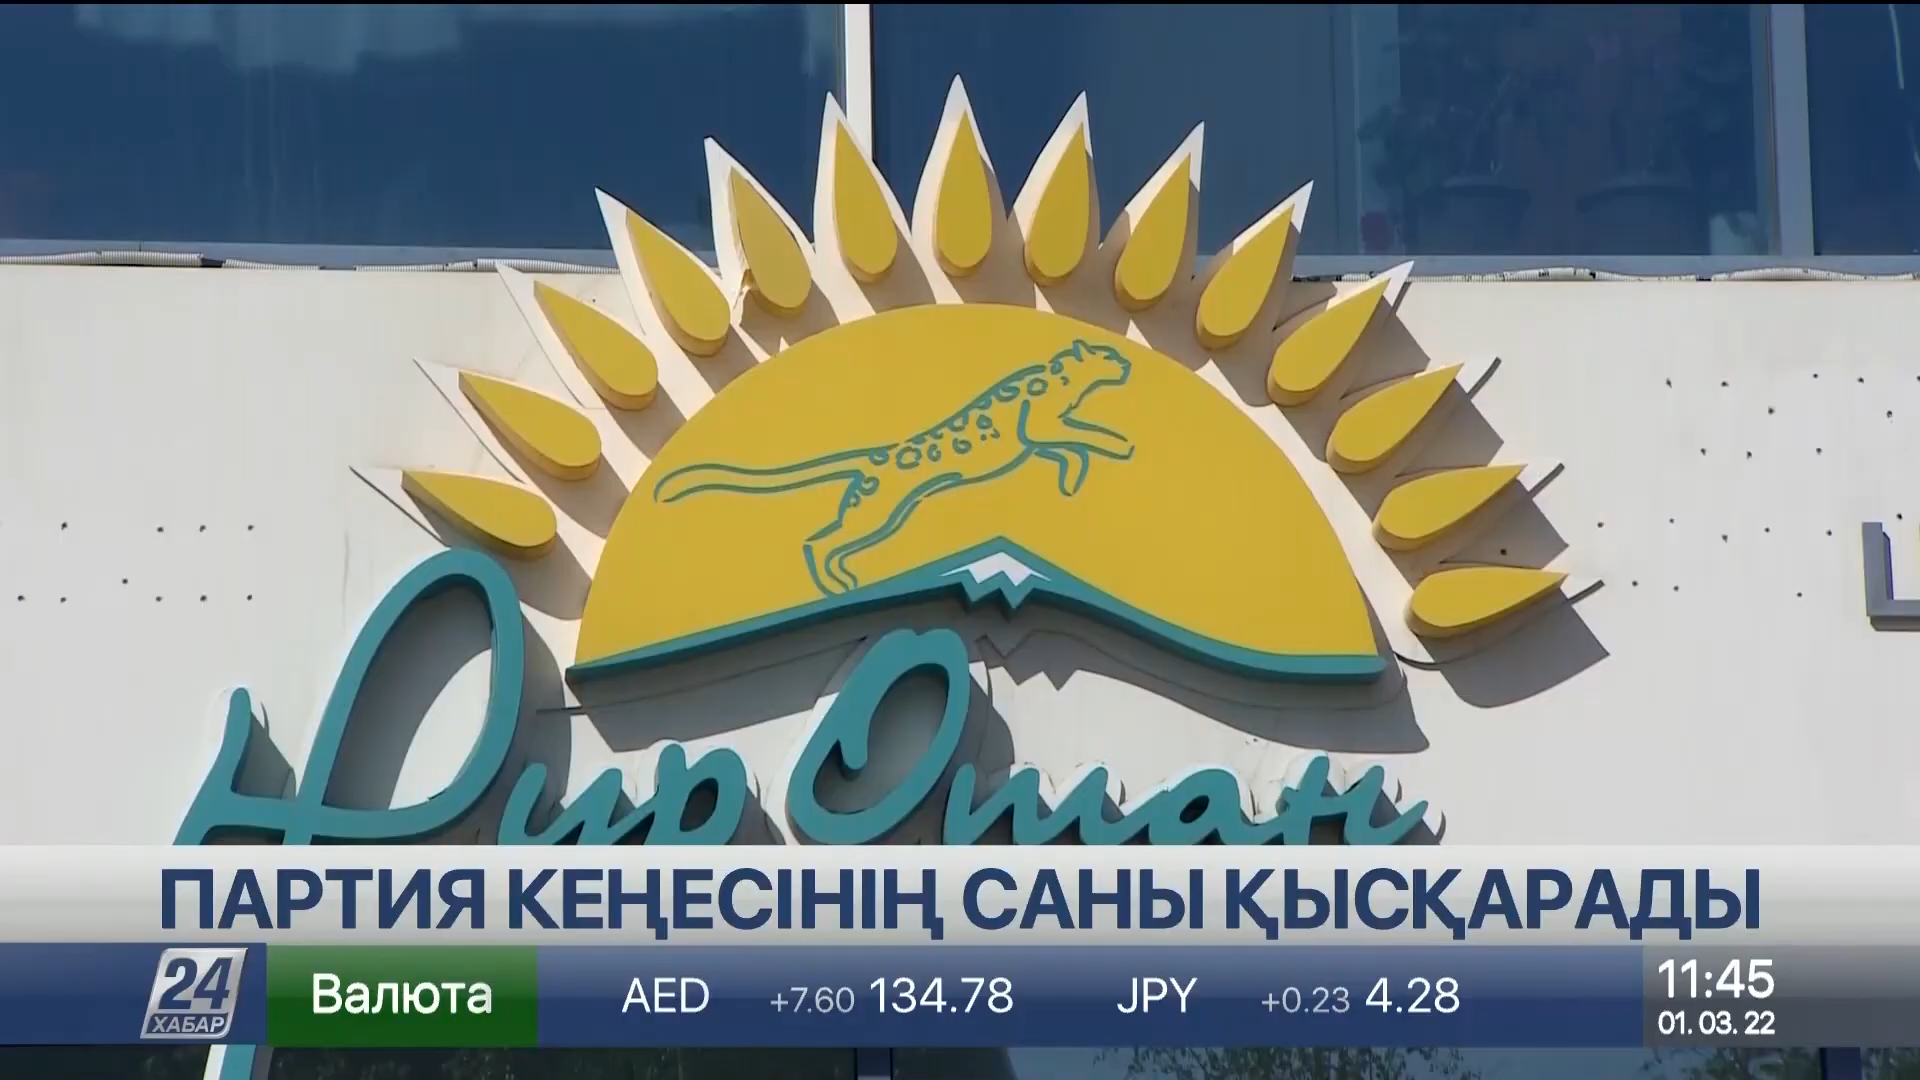 Нур Отан
ПАРТИЯ КЕҢЕСІНІҢ САНЫ ҚЫСҚАРАДЫ
24 ХАБАР Валюта AED +7.60 134.78 JPY +0.23 4.28 11:45
01. 03. 22